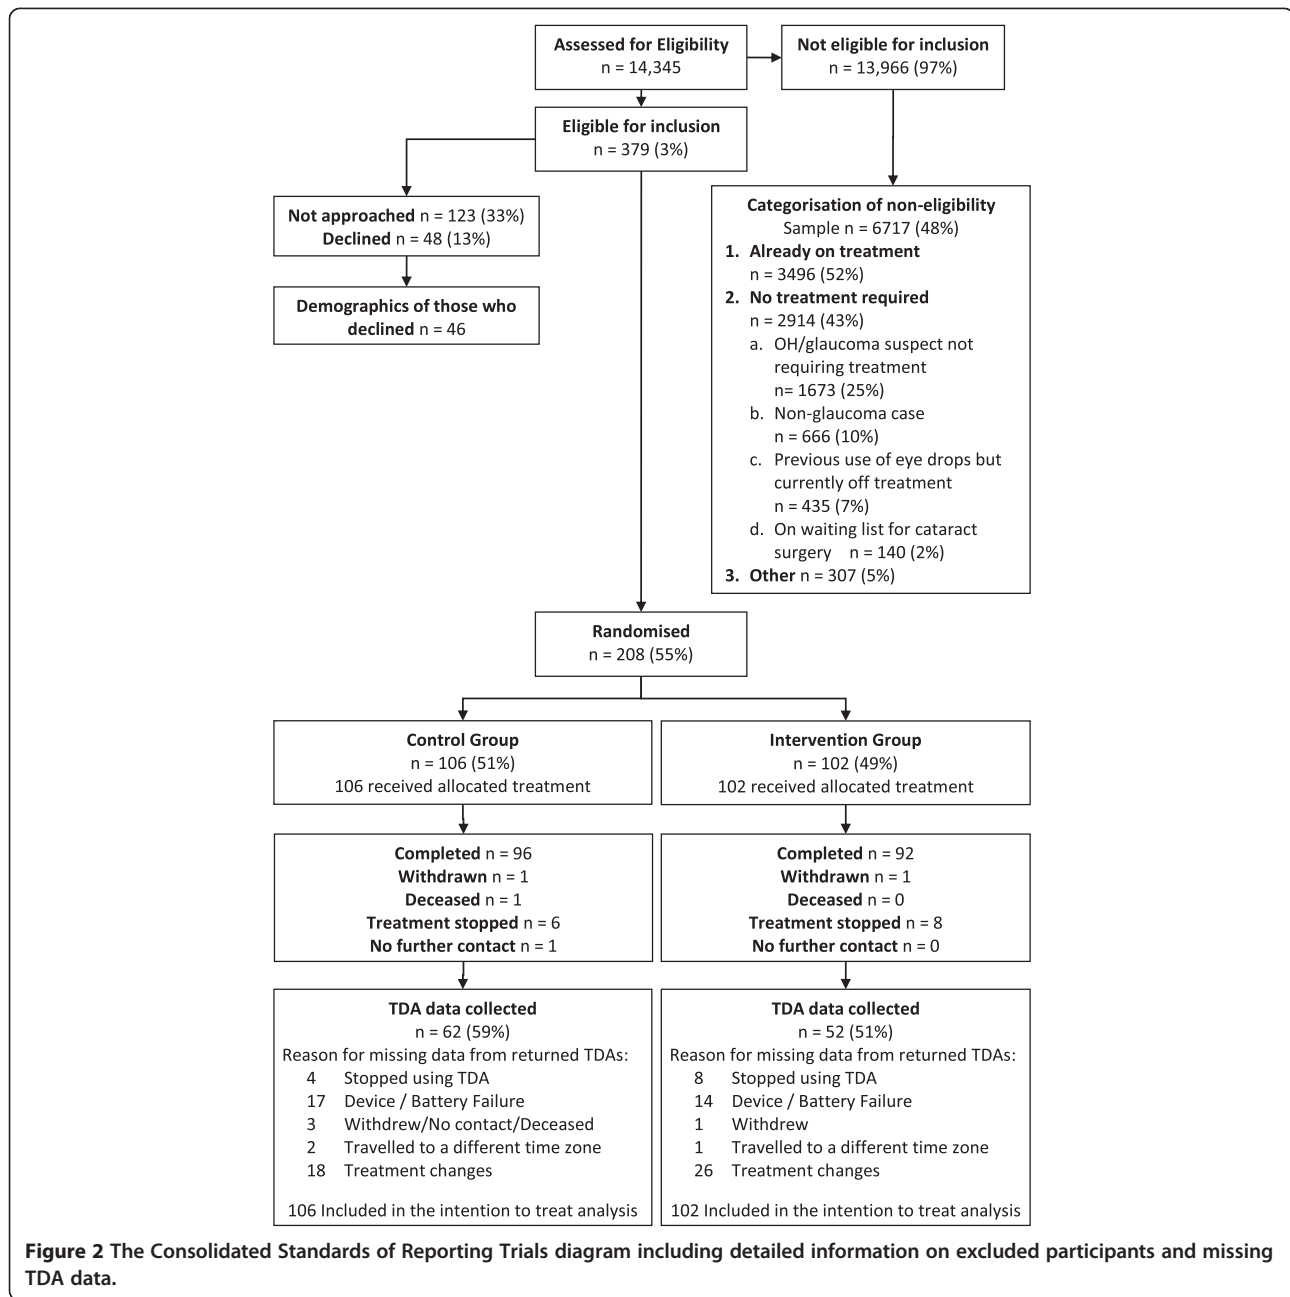 Assessed for Eligibility
n = 14,345
Not eligible for inclusion
n = 13,966 (97%)
Eligible for inclusion
n = 379 (3%)
Not approached n = 123 (33%)
Declined n = 48 (13%)
Demographics of those who
declined n = 46
Categorisation of non-eligibility
Sample n = 6717 (48%)
1. Already on treatment
n = 3496 (52%)
2. No treatment required
n = 2914 (43%)
a. OH/glaucoma suspect not
requiring treatment
n= 1673 (25%)
b. Non-glaucoma case
n = 666 (10%)
c. Previous use of eye drops but
currently off treatment
n = 435 (7%)
d. On waiting list for cataract
surgery n = 140 (2%)
3. Other n = 307 (5%)
Randomised
n = 208 (55%)
Control Group
n = 106 (51%)
106 received allocated treatment
Intervention Group
n = 102 (49%)
102 received allocated treatment
Completed n = 96
Withdrawn n = 1
Deceased n = 1
Treatment stopped n = 6
No further contact n = 1
Completed n = 92
Withdrawn n = 1
Deceased n = 0
Treatment stopped n = 8
No further contact n = 0
TDA data collected
n = 62 (59%)
Reason for missing data from returned TDAs:
4 Stopped using TDA
17 Device / Battery Failure
3 Withdrew/No contact/Deceased
2 Travelled to a different time zone
18 Treatment changes
106 Included in the intention to treat analysis
TDA data collected
n = 52 (51%)
Reason for missing data from returned TDAs:
8 Stopped using TDA
14 Device / Battery Failure
1 Withdrew
1 Travelled to a different time zone
26 Treatment changes
102 Included in the intention to treat analysis
Figure 2 The Consolidated Standards of Reporting Trials diagram including detailed information on excluded participants and missing
TDA data.